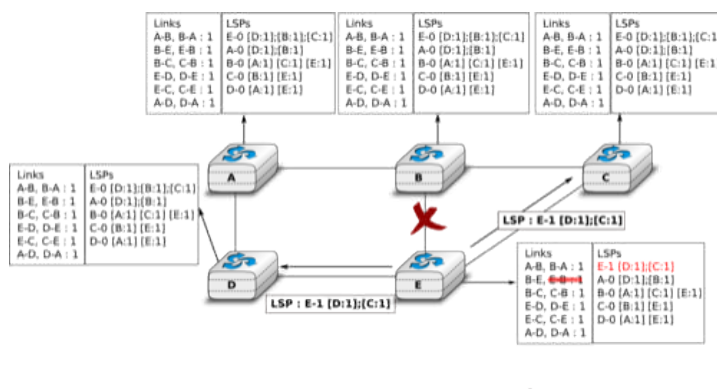 Links LSPs
A-B, B-A : 1 E-0 [D:1];[B:1];[C:1]
B-E, E-B : 1 A-0 [D:1];[B:1]
B-C, C-B : 1 B-0 [A:1] [C:1] [E:1]
E-D, D-E : 1 C-0 [B:1] [E:1]
E-C, C-E : 1 D-0 [A:1] [E:1]
A-D, D-A : 1
Links LSPs
A-B, B-A : 1 E-0 [D:1];[B:1];[C:1]
B-E, E-B : 1 A-0 [D:1];[B:1]
B-C, C-B : 1 B-0 [A:1] [C:1] [E:1]
E-D, D-E : 1 C-0 [B:1] [E:1]
E-C, C-E : 1 D-0 [A:1] [E:1]
A-D, D-A : 1
Links LSPs
A-B, B-A : 1 E-0 [D:1];[B:1];[C:1
B-E, E-B : 1 A-0 [D:1];[B:1]
B-C, C-B : 1 B-0 [A:1] [C:1] [E:1
E-D, D-E : 1 C-0 [B:1] [E:1]
E-C, C-E : 1 D-0 [A:1] [E:1]
A-D, D-A : 1
A
B
C
Links LSPs
A-B, B-A : 1 E-0 [D:1];[B:1];[C:1]
B-E, E-B : 1 A-0 [D:1];[B:1]
B-C, C-B : 1 B-0 [A:1] [C:1] [E:1]
E-D, D-E : 1 C-0 [B:1] [E:1]
E-C, C-E : 1 D-0 [A:1] [E:1]
A-D, D-A : 1
LSP : E-1 [D:1];[C:1]
D
E
LSP : E-1 [D:1];[C:1]
Links LSPs
A-B, B-A : 1 E-1 [D:1];[C:1]
B-E, E-B : 1 A-0 [D:1];[B:1]
B-C, C-B : 1 B-0 [A:1] [C:1] [E:1]
E-D, D-E : 1 C-0 [B:1] [E:1]
E-C, C-E : 1 D-0 [A:1] [E:1]
A-D, D-A : 1